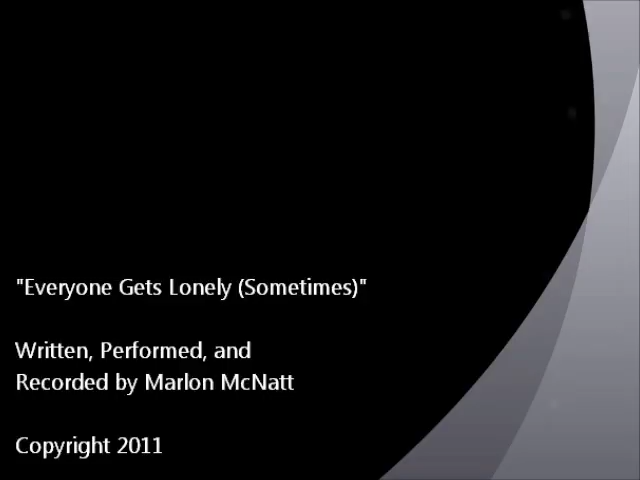 "Everyone Gets Lonely (Sometimes)"
Written, Performed, and
Recorded by Marlon McNatt
Copyright 2011